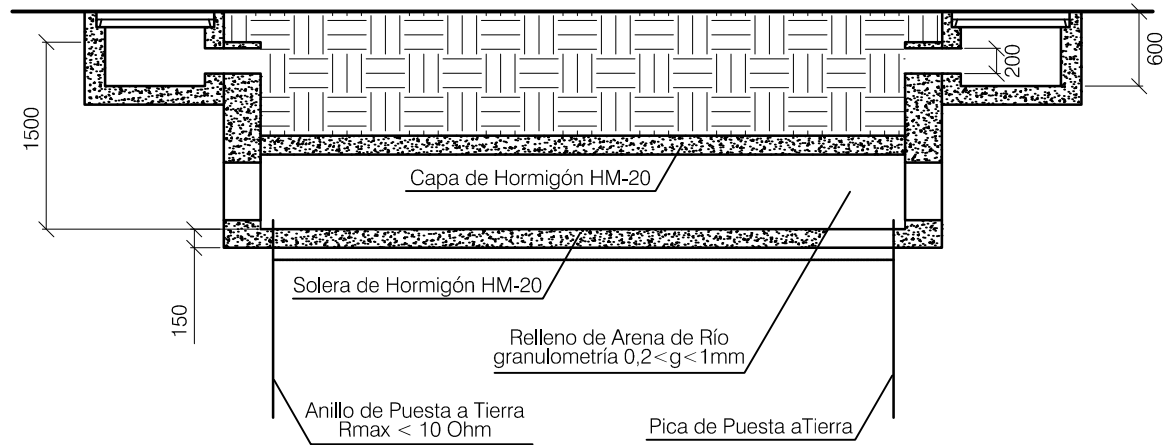 600
200
1500
Capa de Hormigón HM-20
Solera de Hormigón HM-20
150
Relleno de Arena de Río
granulometría 0,2<g<1mm
Anillo de Puesta a Tierra
Rmax < 10 Ohm
Pica de Puesta aTierra